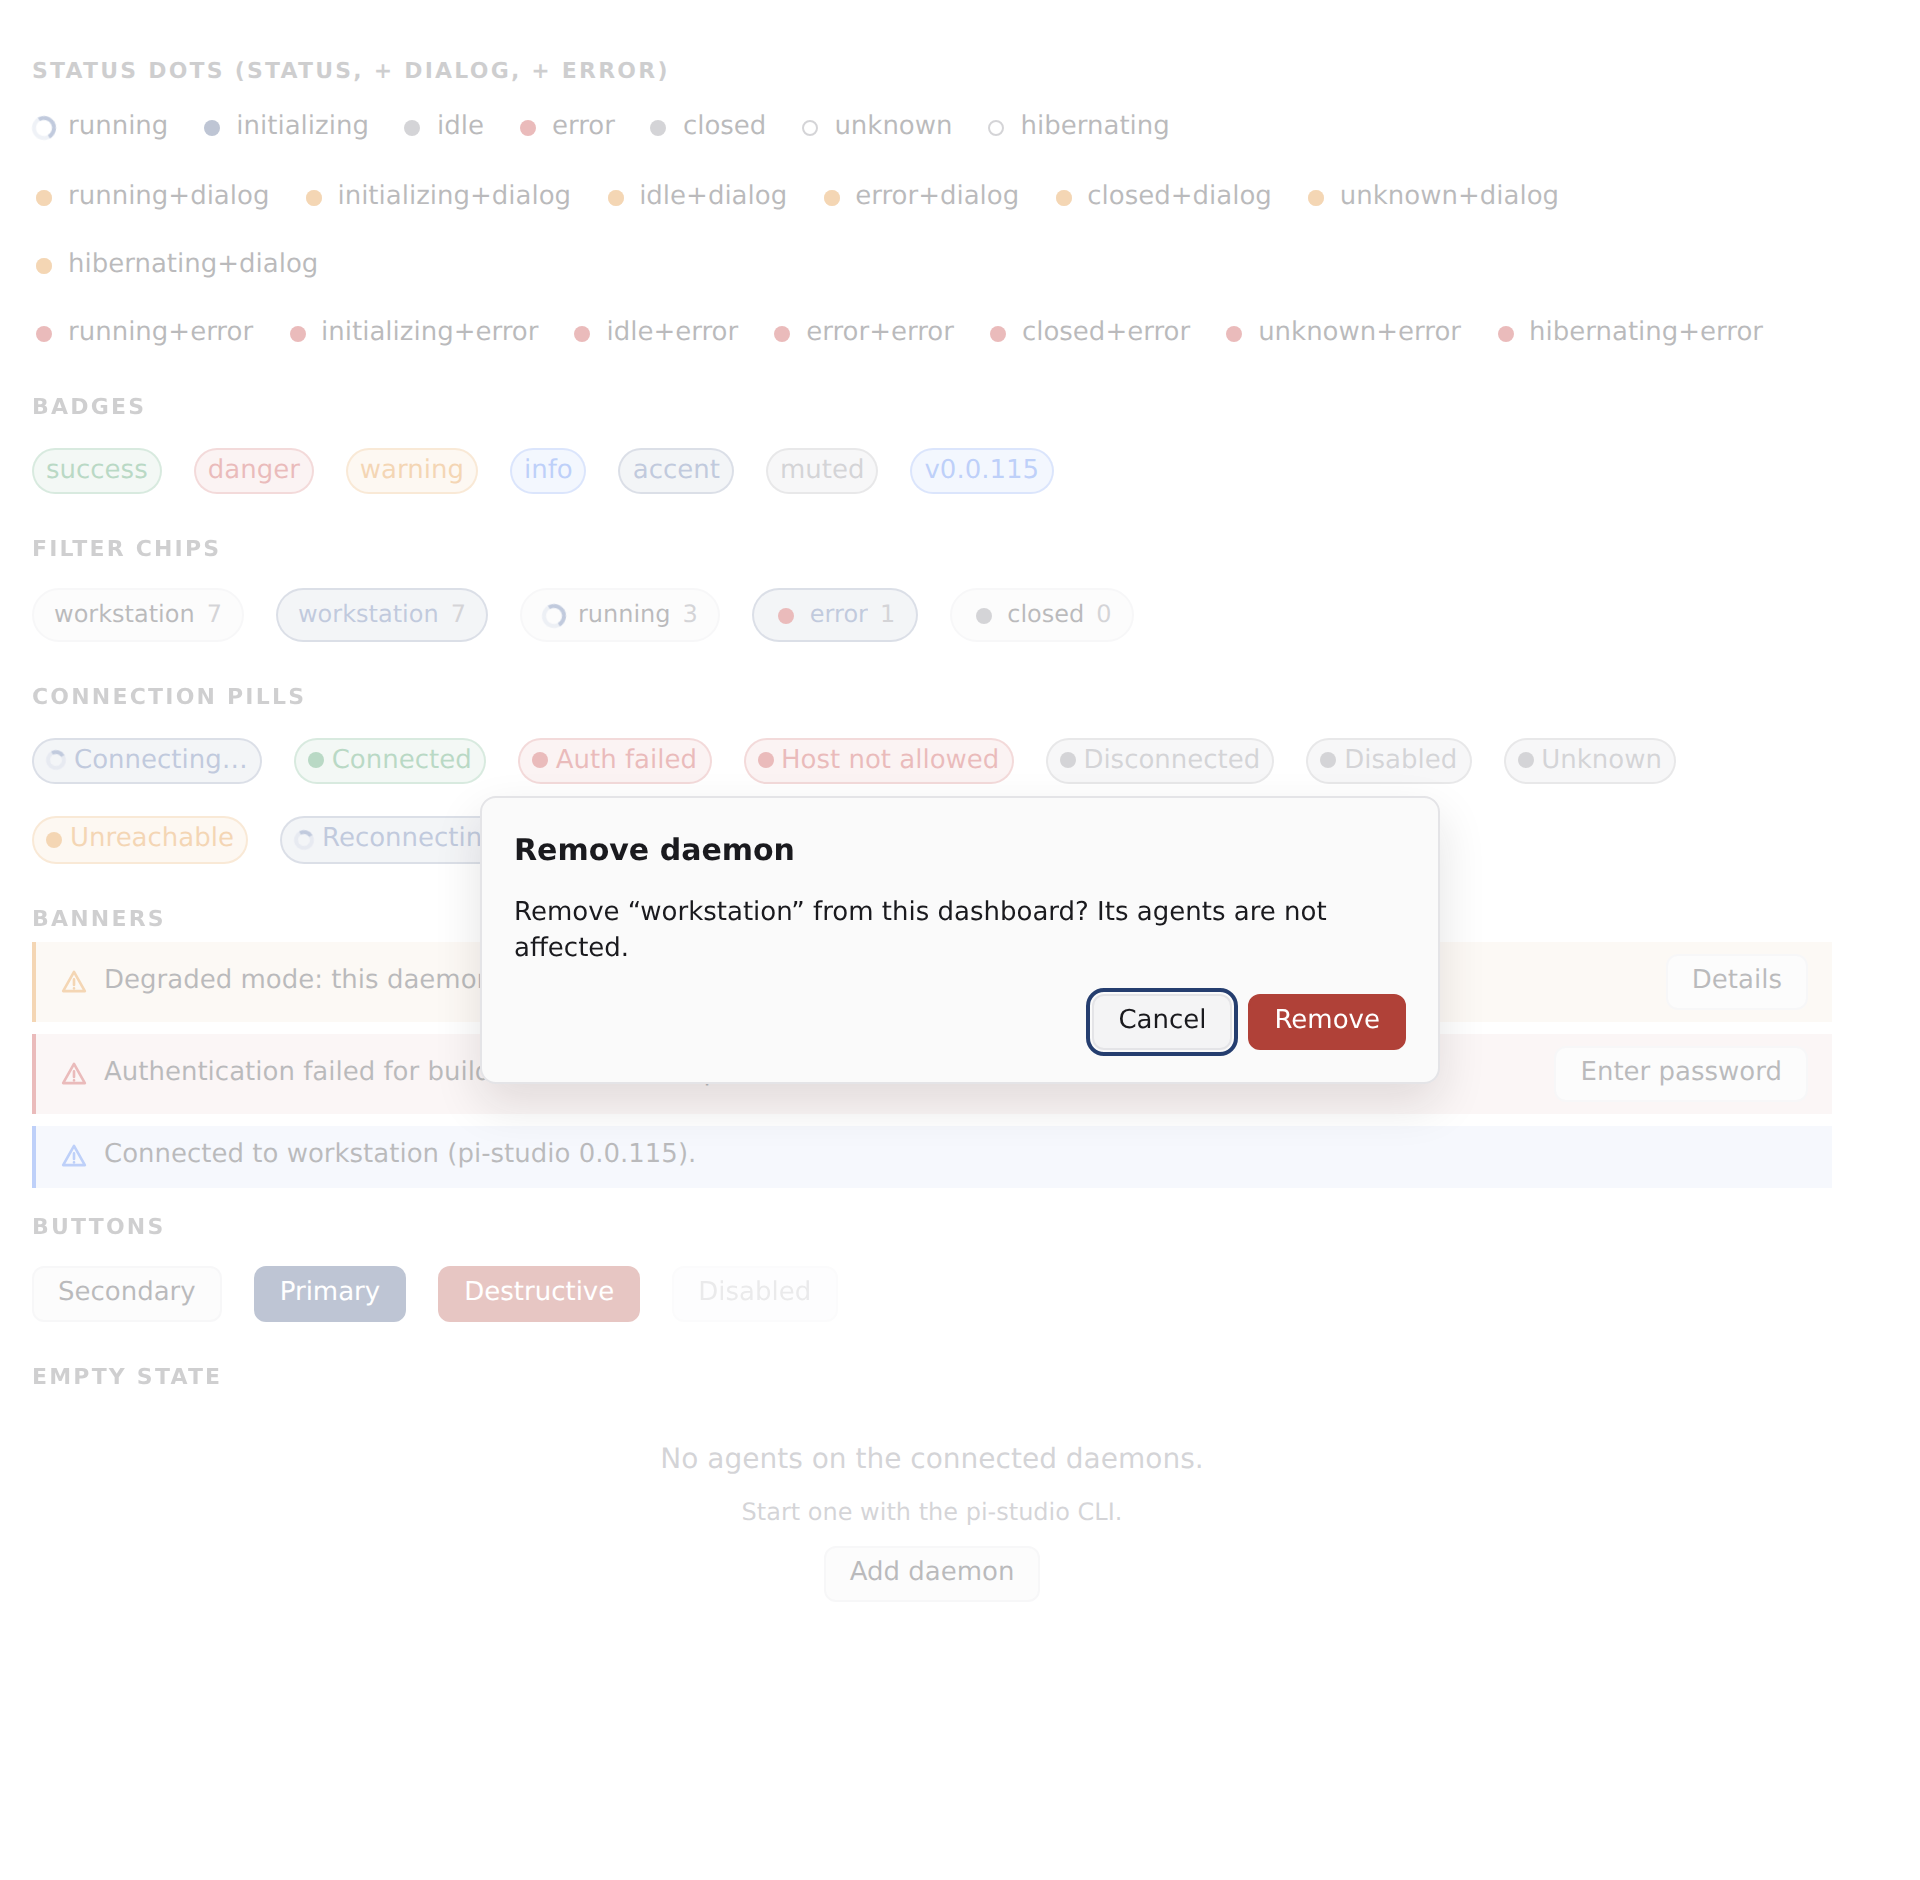 STATUS DOTS (STATUS, + DIALOG, + ERROR)
running initializing idle error closed unknown hibernating
running+dialog initializing+dialog idle+dialog error+dialog closed+dialog unknown+dialog
hibernating+dialog
running+error initializing+error idle+error error+error closed+error unknown+error hibernating+error
BADGES
success danger warning info accent muted v0.0.115
FILTER CHIPS
workstation 7 workstation 7 running 3 error 1 closed 0
CONNECTION PILLS
Connecting… Connected Auth failed Host not allowed Disconnected Disabled Unknown
Unreachable
Remove daemon
Remove “workstation” from this dashboard? Its agents are not
affected.
Cancel Remove
BANNERS
Degraded mode: this Details
Authentication failed for Enter password
Connected to workstation (pi-studio 0.0.115).
BUTTONS
Secondary Primary Destructive Disabled
EMPTY STATE
No agents on the connected daemons.
Start one with the pi-studio CLI.
Add daemon